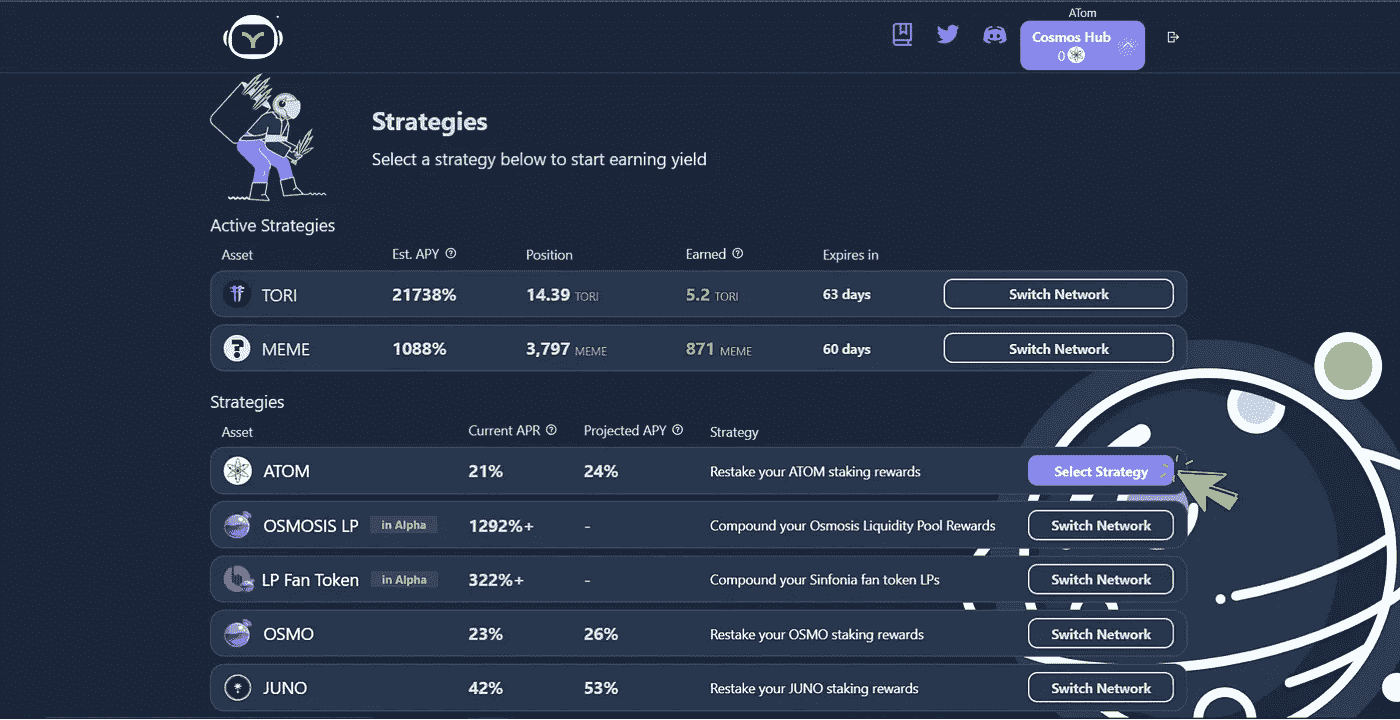 ATom
Cosmos Hub
0
Strategies
Select a strategy below to start earning yield
Active Strategies
Asset Est. APY Position Earned Expires in
TORI 21738% 14.39 TORI 5.2 TORI 63 days Switch Network
MEME 1088% 3,797 MEME 871 MEME 60 days Switch Network
Strategies
Asset Current APR Projected APY Strategy
ATOM 21% 24% Restake your ATOM staking rewards Select Strategy
OSMOSIS LP in Alpha 1292%+ - Compound your Osmosis Liquidity Pool Rewards Switch Network
LP Fan Token in Alpha 322%+ - Compound your Sinfonia fan token LPs Switch Network
OSMO 23% 26% Restake your OSMO staking rewards Switch Network
JUNO 42% 53% Restake your JUNO staking rewards Switch Network